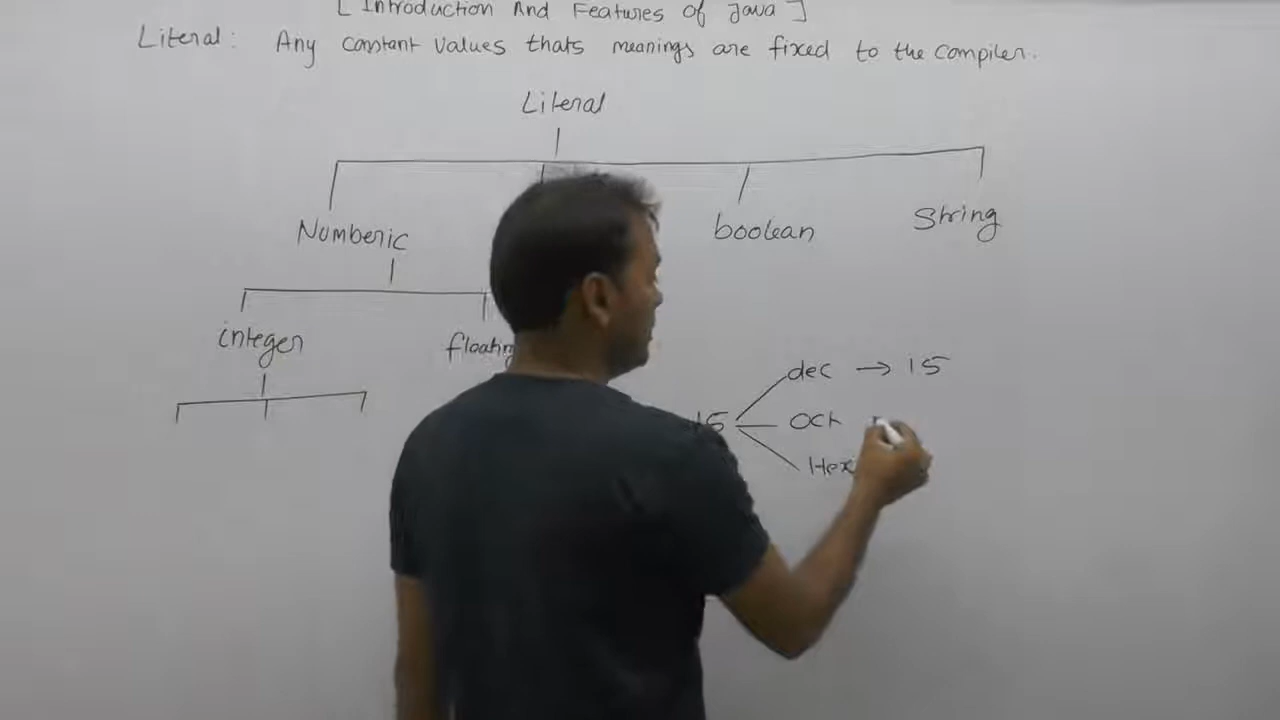 [ Introduction And Features of Java ]
Literal: Any constant values thats meanings are fixed to the compiler.
Literal
Numberic boolean String
integer floating
dec → 15
15 Oct
Hex